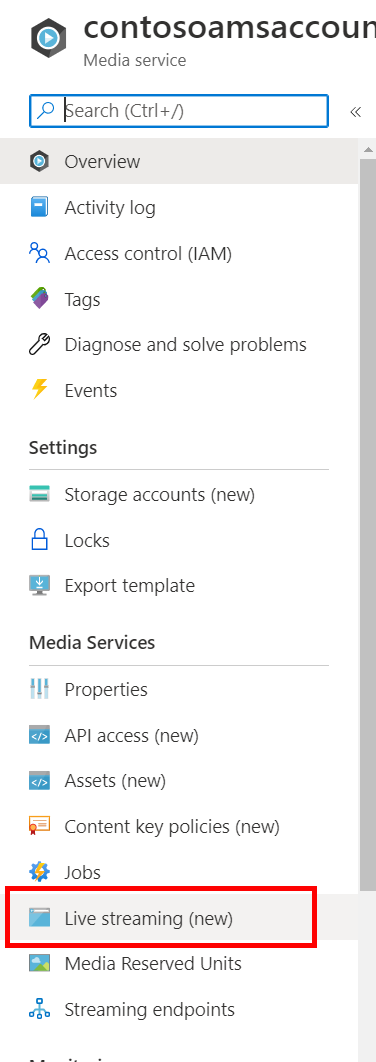 contosoamsaccoun
Media service
Search (Ctrl+/)
«
Overview
Activity log
Access control (IAM)
Tags
Diagnose and solve problems
Events
Settings
Storage accounts (new)
Locks
Export template
Media Services
Properties
API access (new)
Assets (new)
Content key policies (new)
Jobs
Live streaming (new)
Media Reserved Units
Streaming endpoints